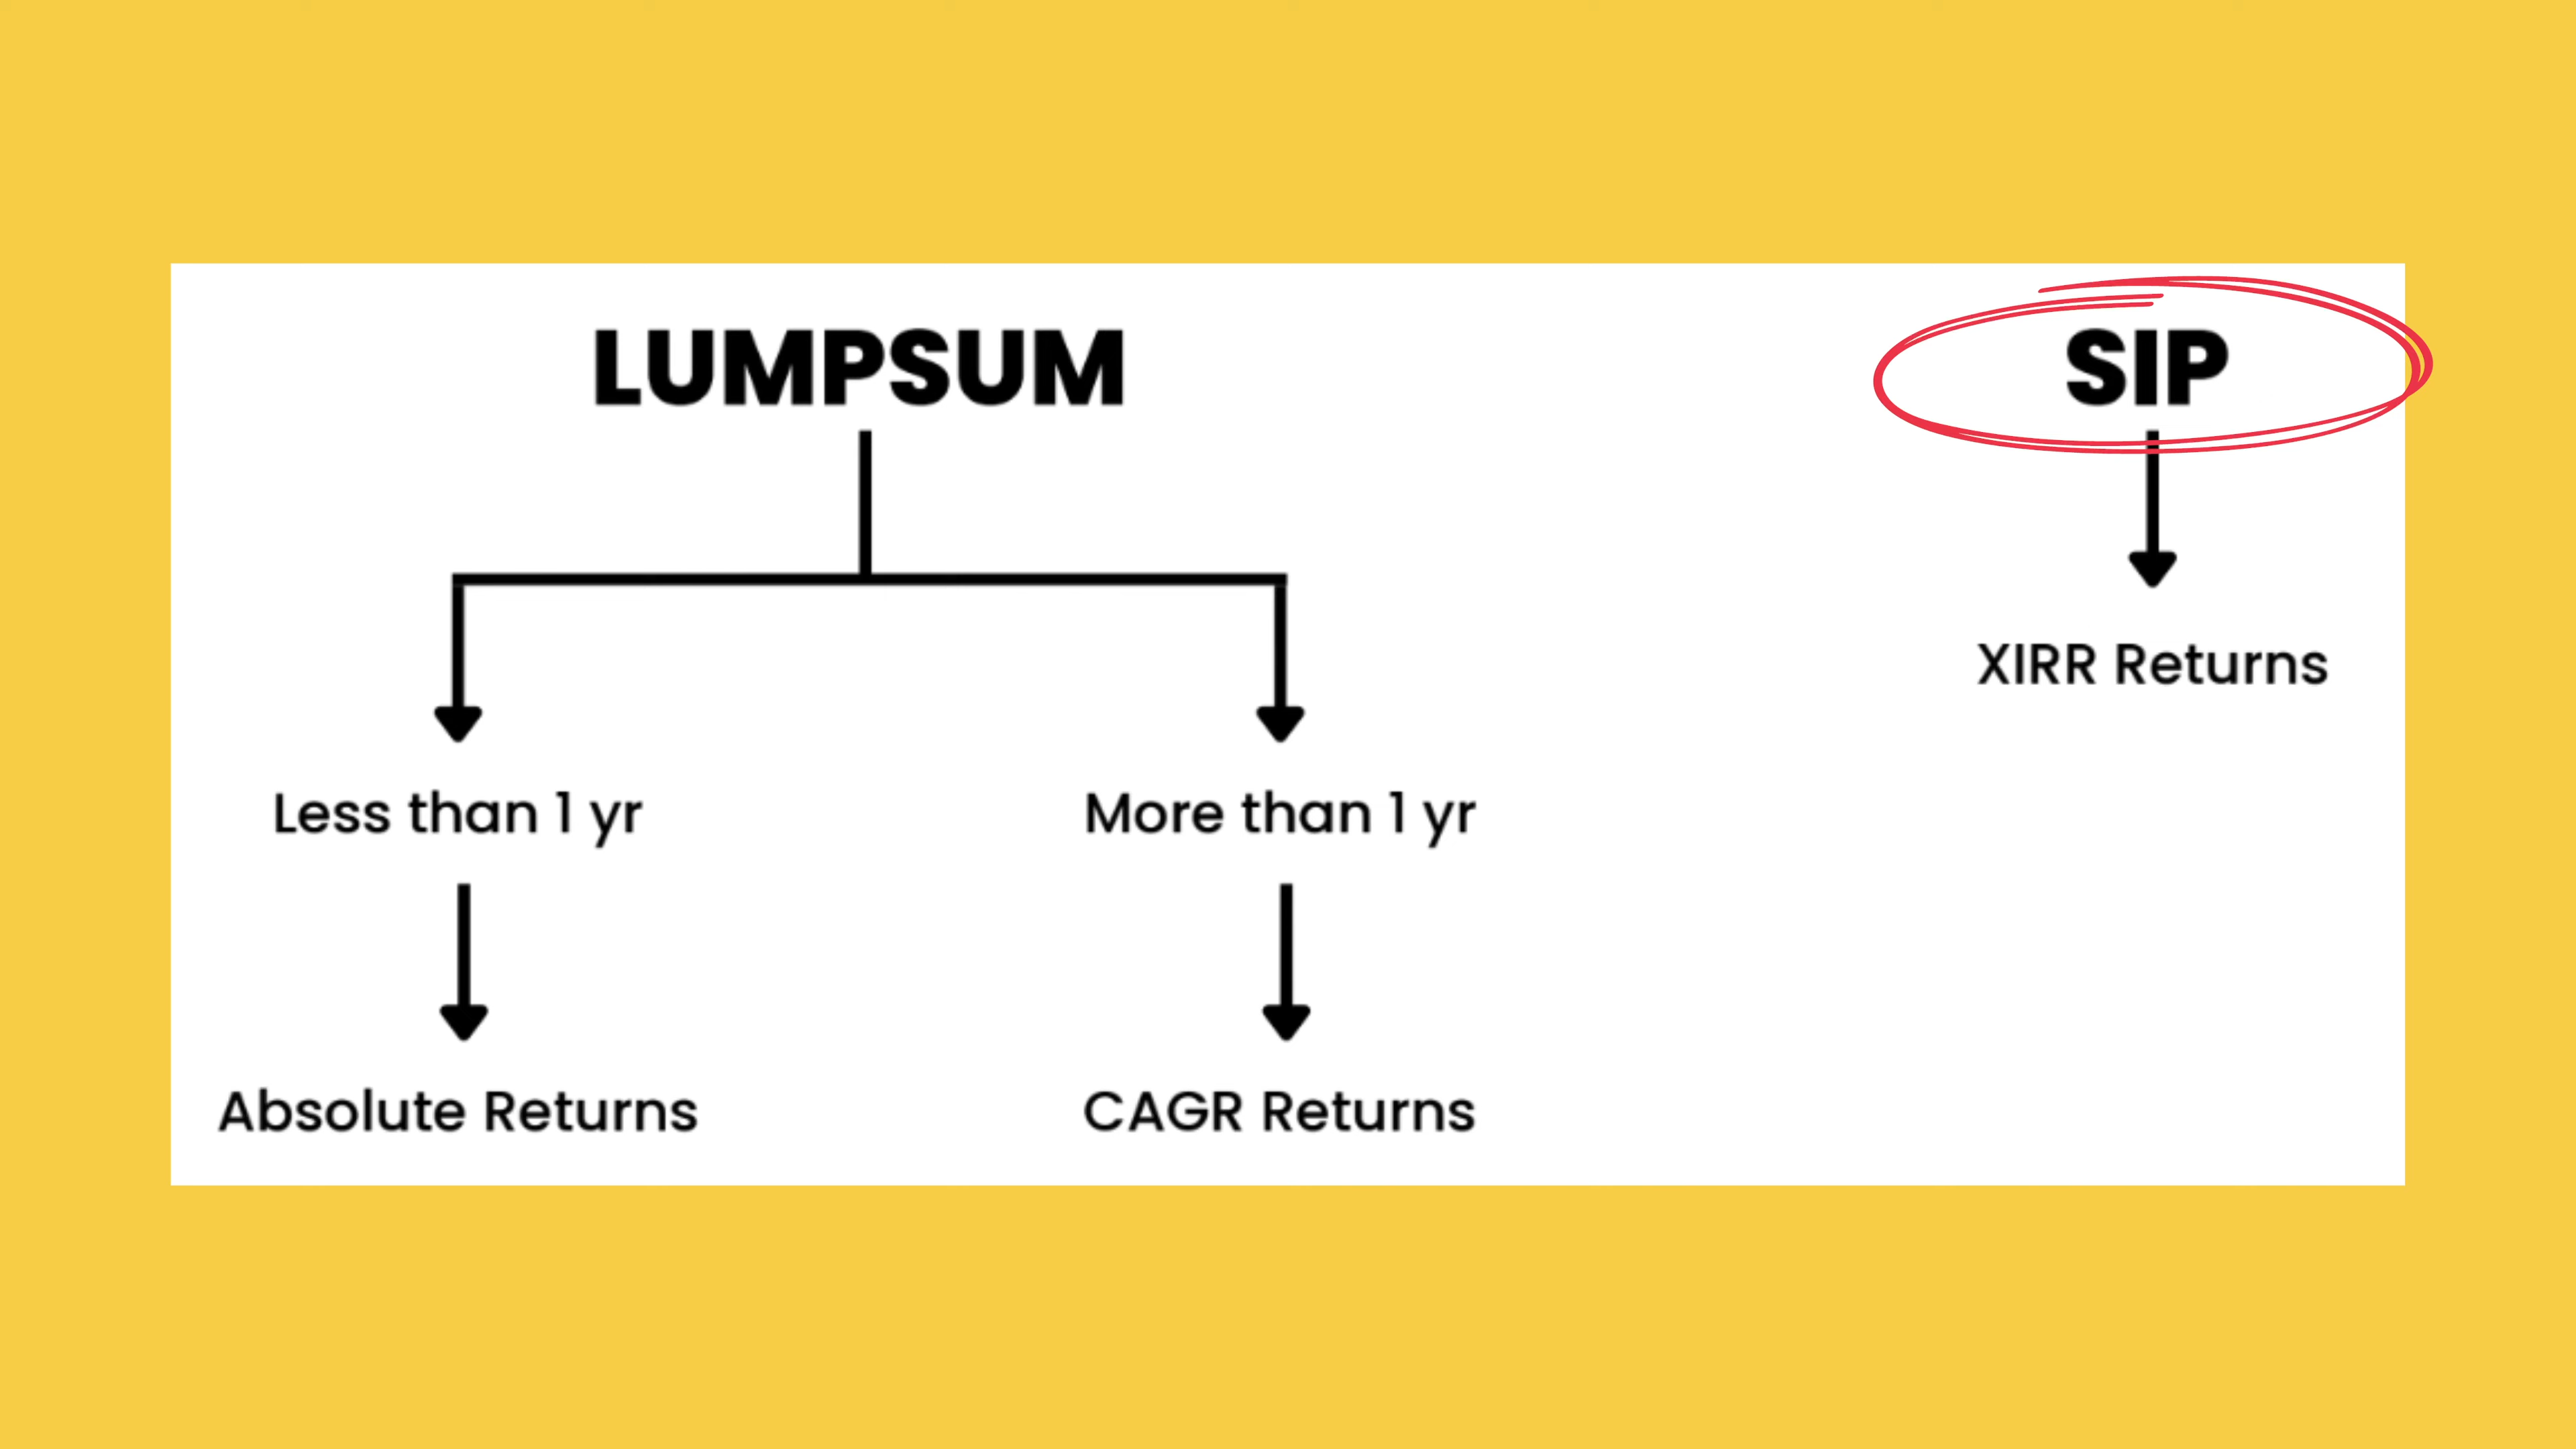 LUMPSUM
SIP
XIRR Returns
Less than 1 yr
More than 1 yr
Absolute Returns
CAGR Returns